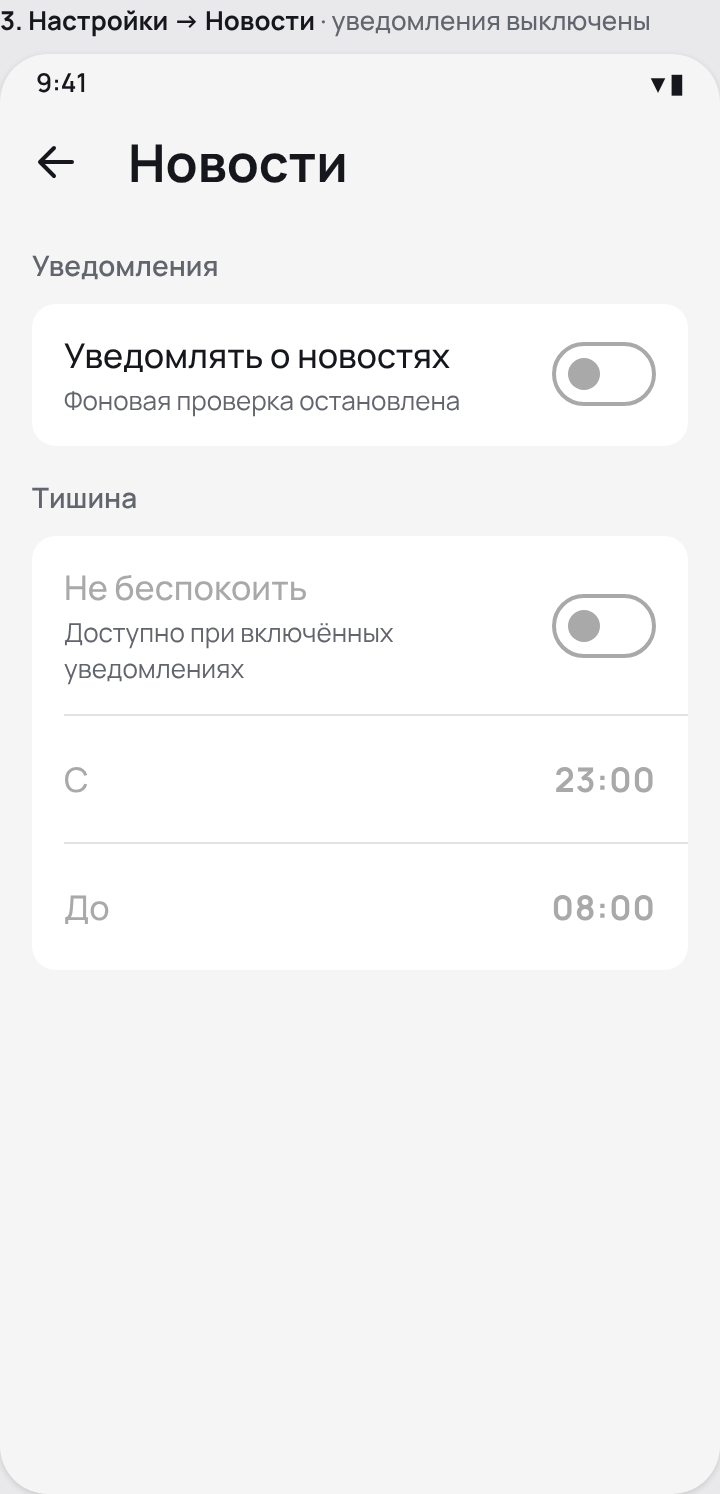 3. Настройки → Новости · уведомления выключены
9:41
Новости
Уведомления
Уведомлять о новостях
Фоновая проверка остановлена
Тишина
Не беспокоить
Доступно при включённых
уведомлениях
С 23:00
До 08:00